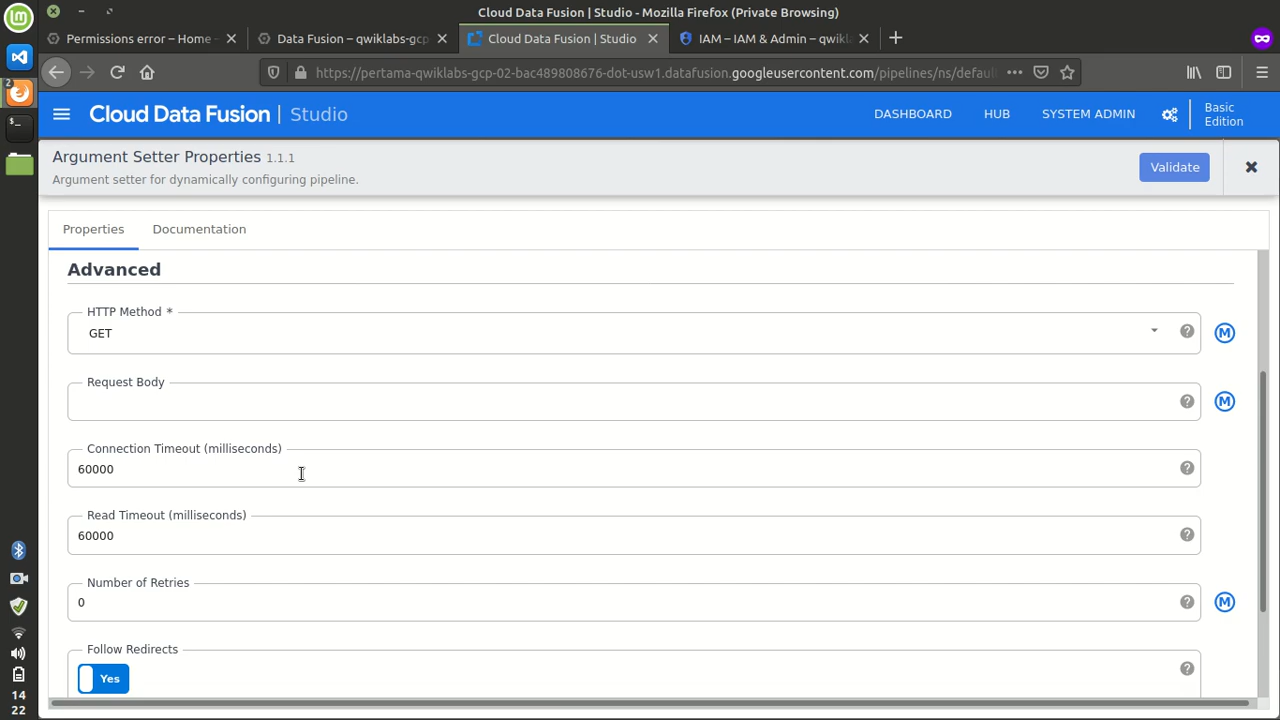 Cloud Data Fusion | Studio - Mozilla Firefox (Private Browsing)
Permissions error – Home -
Data Fusion – qwiklabs-gcp
Cloud Data Fusion | Studio
IAM – IAM & Admin – qwikl
https://pertama-qwiklabs-gcp-02-bac489808676-dot-usw1.datafusion.googleusercontent.com/pipelines/ns/defau
Cloud Data Fusion | Studio
DASHBOARD
HUB
SYSTEM ADMIN
Basic
Edition
Argument Setter Properties 1.1.1
Argument setter for dynamically configuring pipeline.
Validate
Properties
Documentation
Advanced
HTTP Method *
GET
M
Request Body
M
Connection Timeout (milliseconds)
60000
Read Timeout (milliseconds)
60000
Number of Retries
0
M
Follow Redirects
Yes
2
14
22